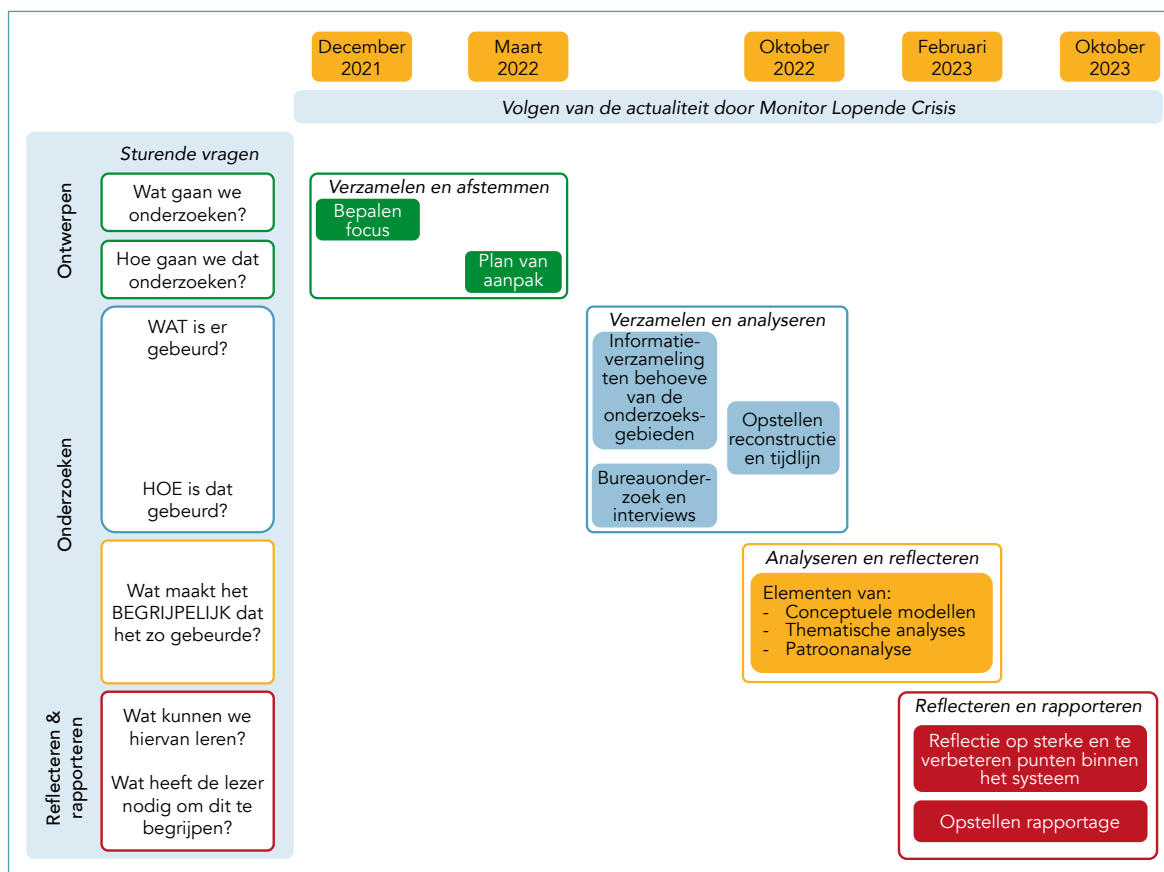 December
2021
Maart
2022
Oktober
2022
Februari
2023
Oktober
2023
Volgen van de actualiteit door Monitor Lopende Crisis
Sturende vragen
Ontwerpen
Wat gaan we
onderzoeken?
Hoe gaan we dat
onderzoeken?
Verzamelen en afstemmen
Bepalen
focus
Plan van
aanpak
Onderzoeken
WAT is er
gebeurd?
HOE is dat
gebeurd?
Verzamelen en analyseren
Informatie-
verzameling
ten behoeve
van de
onderzoeks-
gebieden
Bureauonder-
zoek en
interviews
Opstellen
reconstructie
en tijdlijn
Wat maakt het
BEGRIJPELIJK dat
het zo gebeurde?
Analyseren en reflecteren
Elementen van:
- Conceptuele modellen
- Thematische analyses
- Patroonanalyse
Reflecteren &
rapporteren
Wat kunnen we
hiervan leren?
Wat heeft de lezer
nodig om dit te
begrijpen?
Reflecteren en rapporteren
Reflectie op sterke en te
verbeteren punten binnen
het systeem
Opstellen rapportage